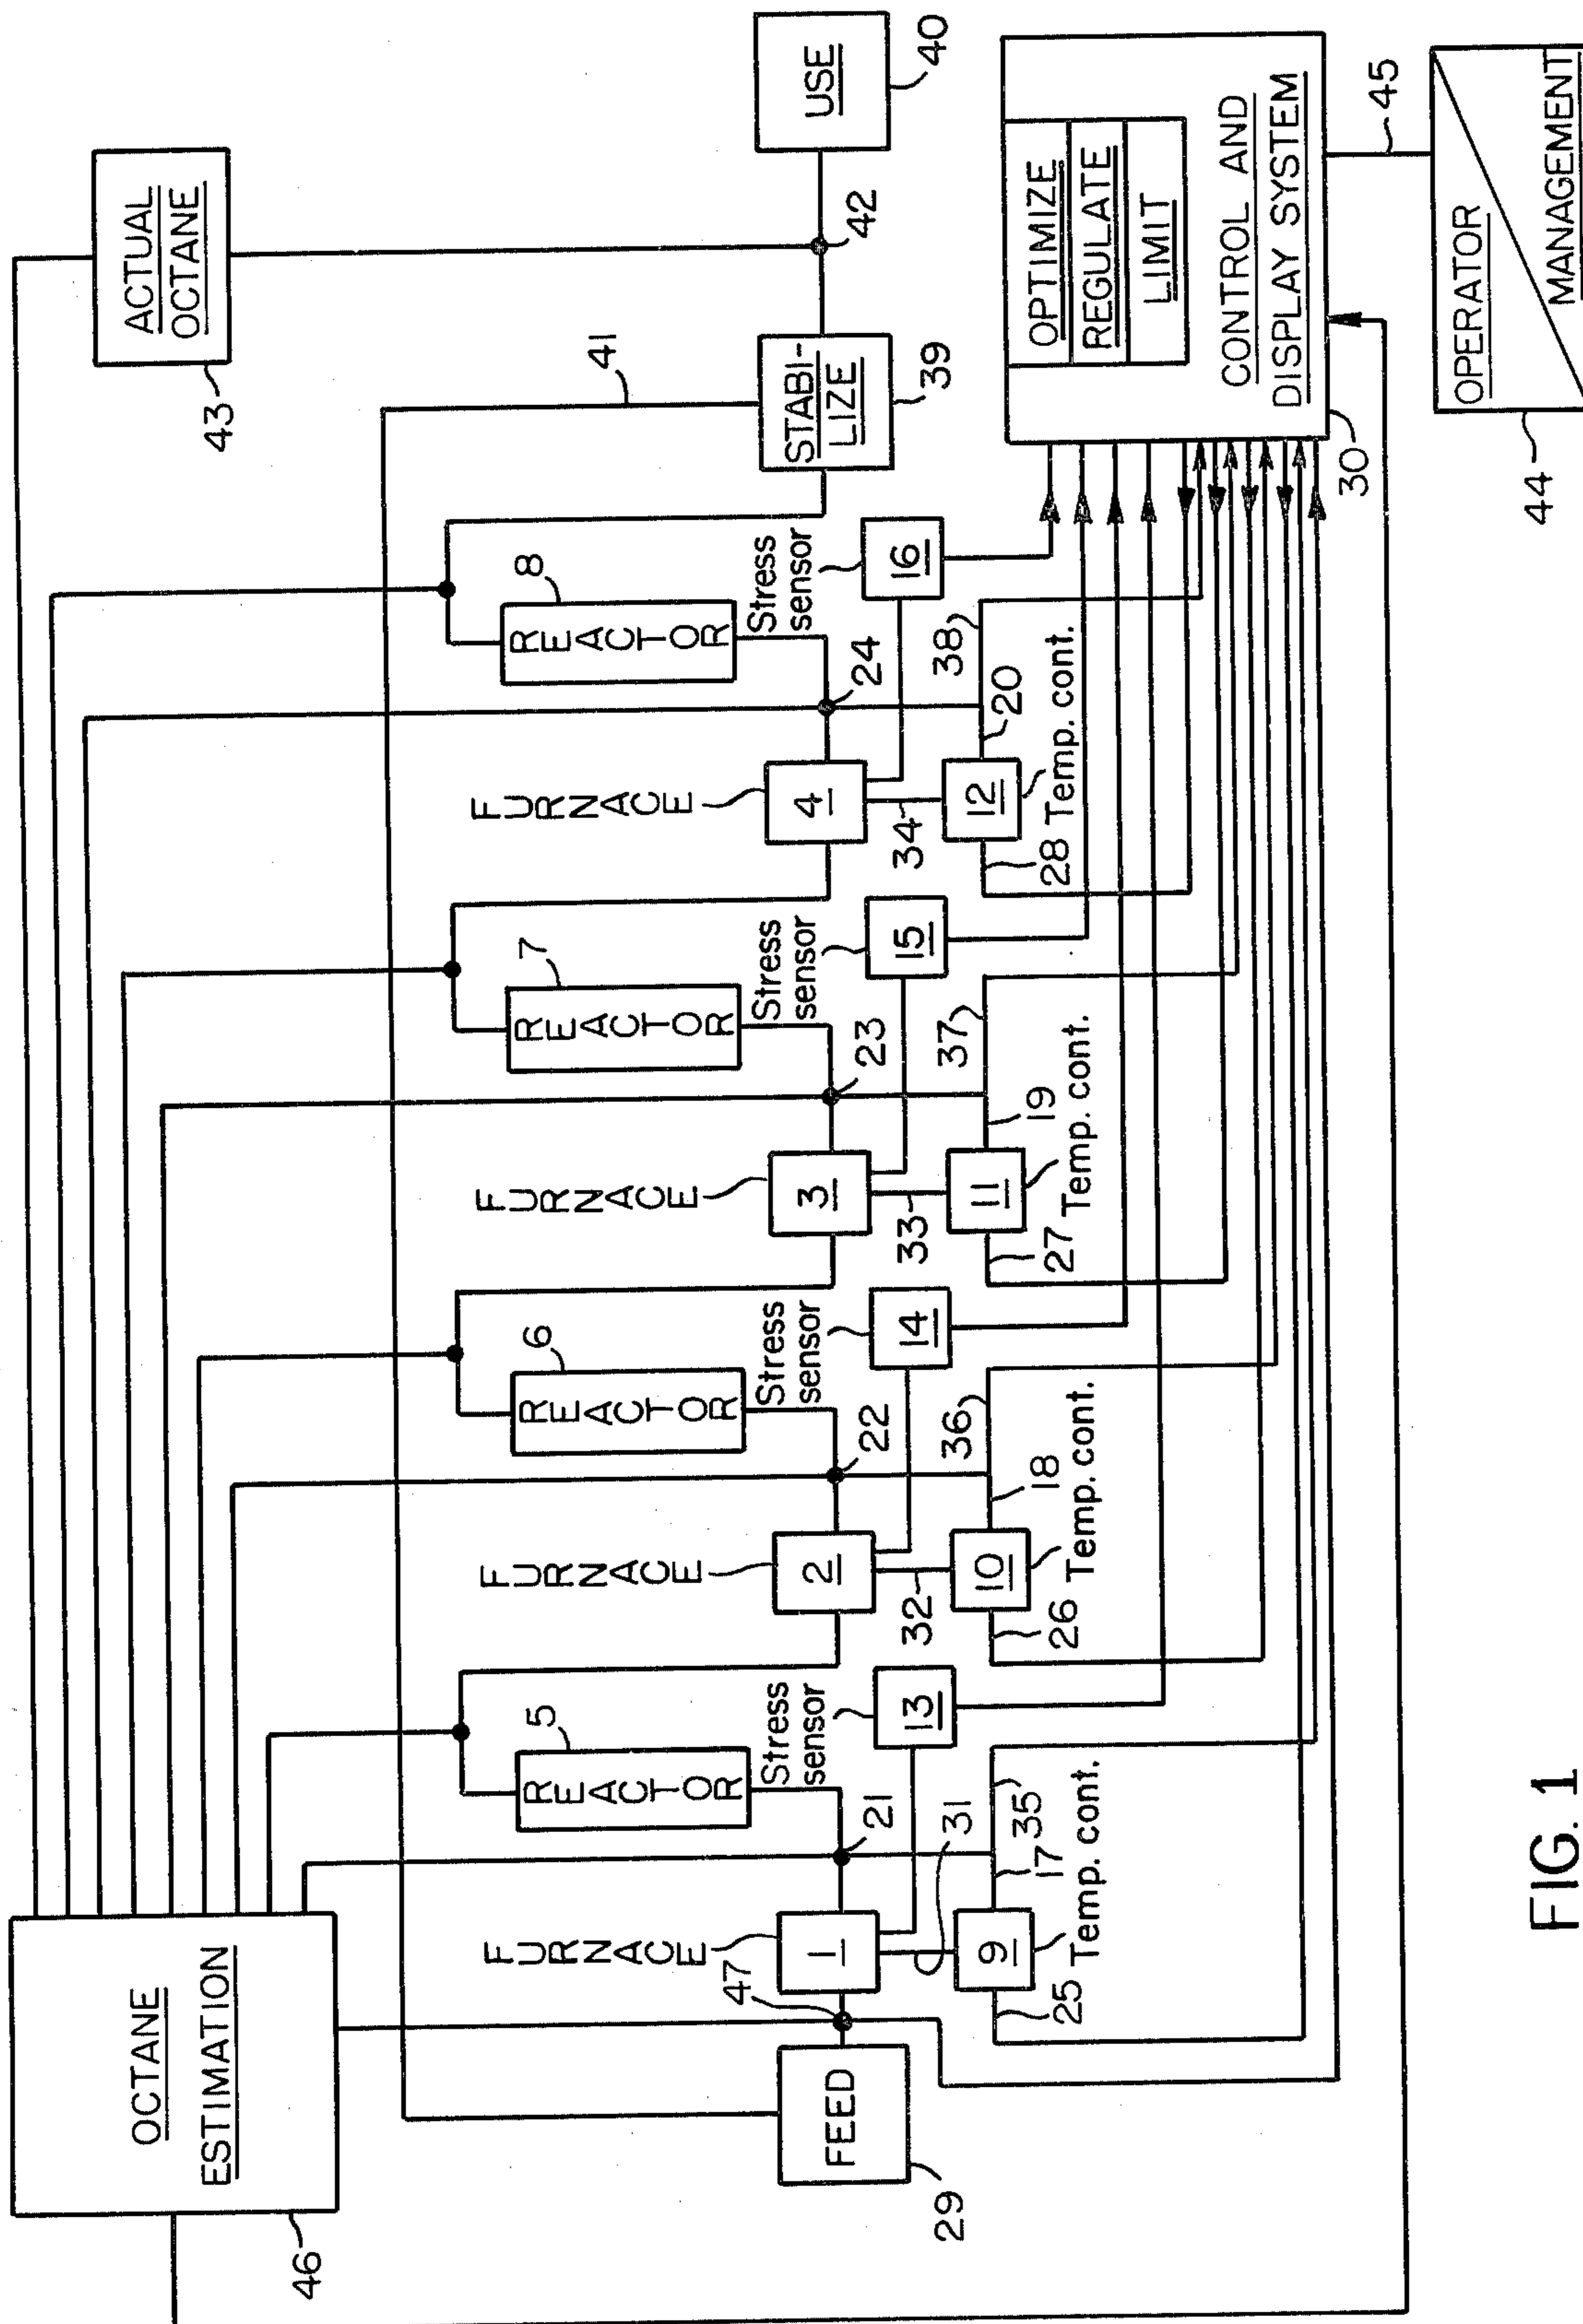 OCTANE
ESTIMATION
46
ACTUAL
OCTANE
43
41
REACTOR
5
REACTOR
6
REACTOR
7
REACTOR
8
Stress
sensor
Stress
sensor
Stress
sensor
Stress
sensor
FURNACE
FURNACE
FURNACE
FURNACE
FEED
29
47
1
21
2
22
3
23
4
24
STABI-
LIZE
39
42
USE
40
13
14
15
16
31
32
33
34
9
17
35
10
18
36
11
19
37
12
20
38
25
Temp. cont.
26
Temp. cont.
27
Temp. cont.
28
Temp. cont.
OPTIMIZE
REGULATE
LIMIT
CONTROL AND
DISPLAY SYSTEM
30
45
OPERATOR
MANAGEMENT
44
FIG. 1